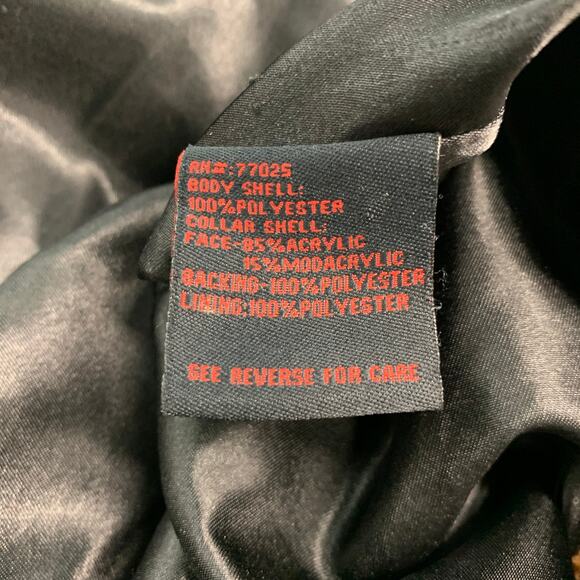 RN#:77025
BODY SHELL:
100%POLYESTER
COLLAR SHELL:
FACE-85%ACRYLIC
15%MODACRYLIC
BACKING-100%POLYESTER
LINING:100%POLYESTER
SEE REVERSE FOR CARE